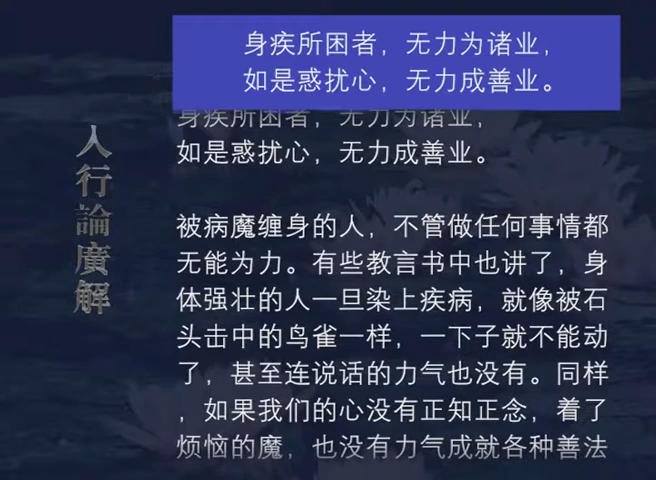 身疾所困者，无力为诸业，
如是惑扰心，无力成善业。
身疾所困者，无力为诸业，
如是惑扰心，无力成善业。
被病魔缠身的人，不管做任何事情都
无能为力。有些教言书中也讲了，身
体强壮的人一旦染上疾病，就像被石
头击中的鸟雀一样，一下子就不能动
了，甚至连说话的力气也没有。同样
，如果我们的心没有正知正念，着了
烦恼的魔，也没有力气成就各种善法
入行論廣解